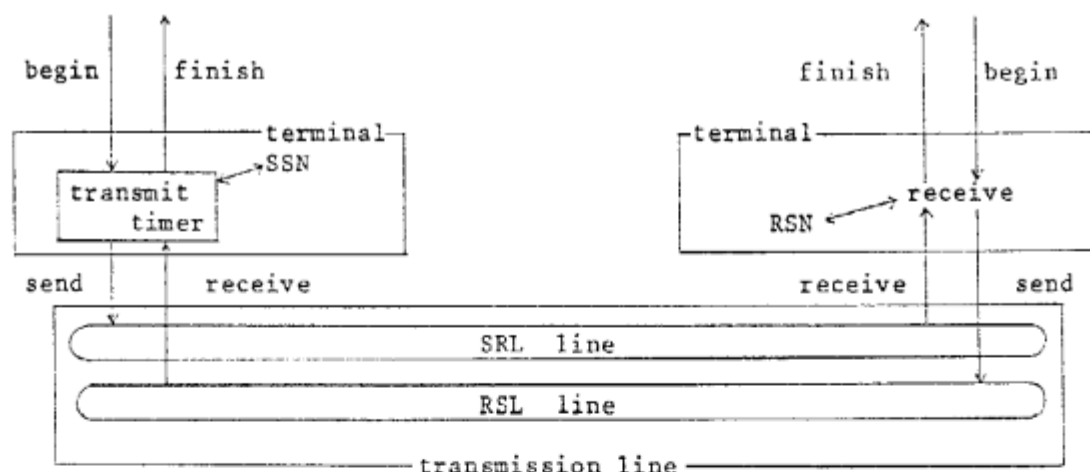 begin finish finish begin
terminal terminal
SSN
transmit receive
timer RSN
send receive receive send
SRL line
RSL line
transmission line